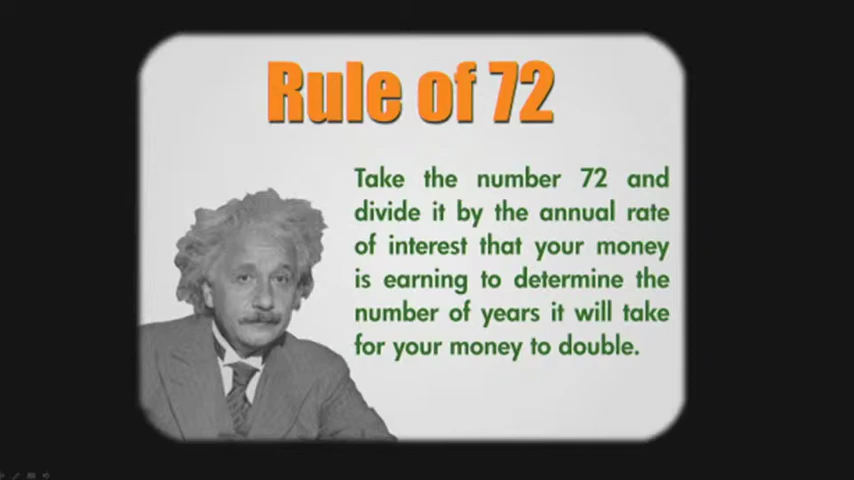 Rule of 72
Take the number 72 and
divide it by the annual rate
of interest that your money
is earning to determine the
number of years it will take
for your money to double.